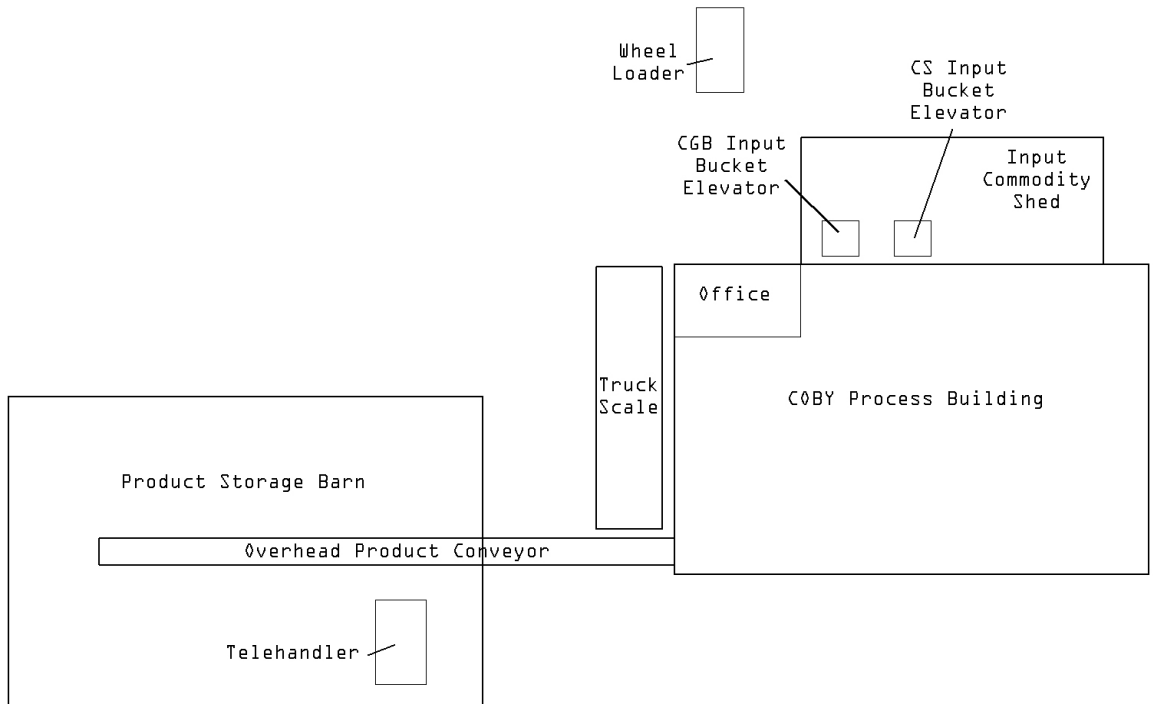 Wheel
Loader
CS Input
Bucket
Elevator
CGB Input
Bucket
Elevator
Input
Commodity
Shed
Office
Truck
Scale
COBY Process Building
Product Storage Barn
Overhead Product Conveyor
Telehandler